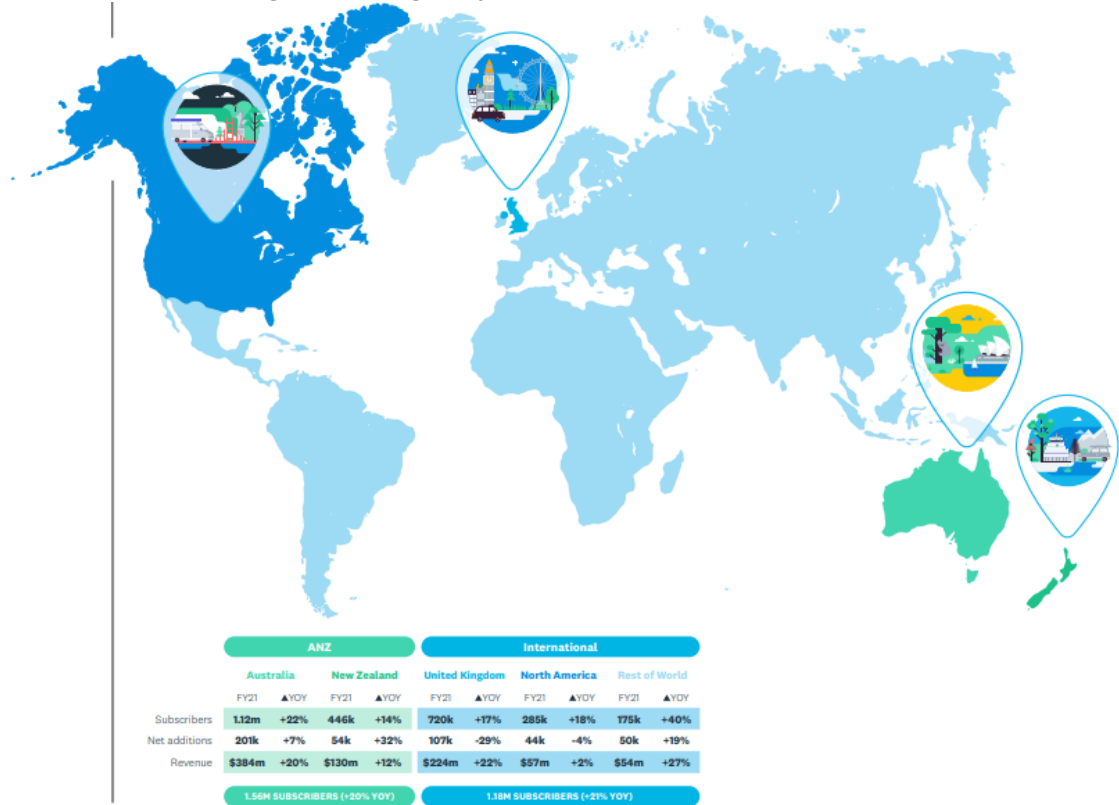 ANZ International
Australia New Zealand United Kingdom North America Rest of World
FY21 ▲YOY FY21 ▲YOY FY21 ▲YOY FY21 ▲YOY FY21 ▲YOY
Subscribers 1.12m +22% 446k +14% 720k +17% 285k +18% 175k +40%
Net additions 201k +7% 54k +32% 107k -29% 44k -4% 50k +19%
Revenue $384m +20% $130m +12% $224m +22% $57m +2% $54m +27%
1.56M SUBSCRIBERS (+20% YOY) 1.18M SUBSCRIBERS (+21% YOY)